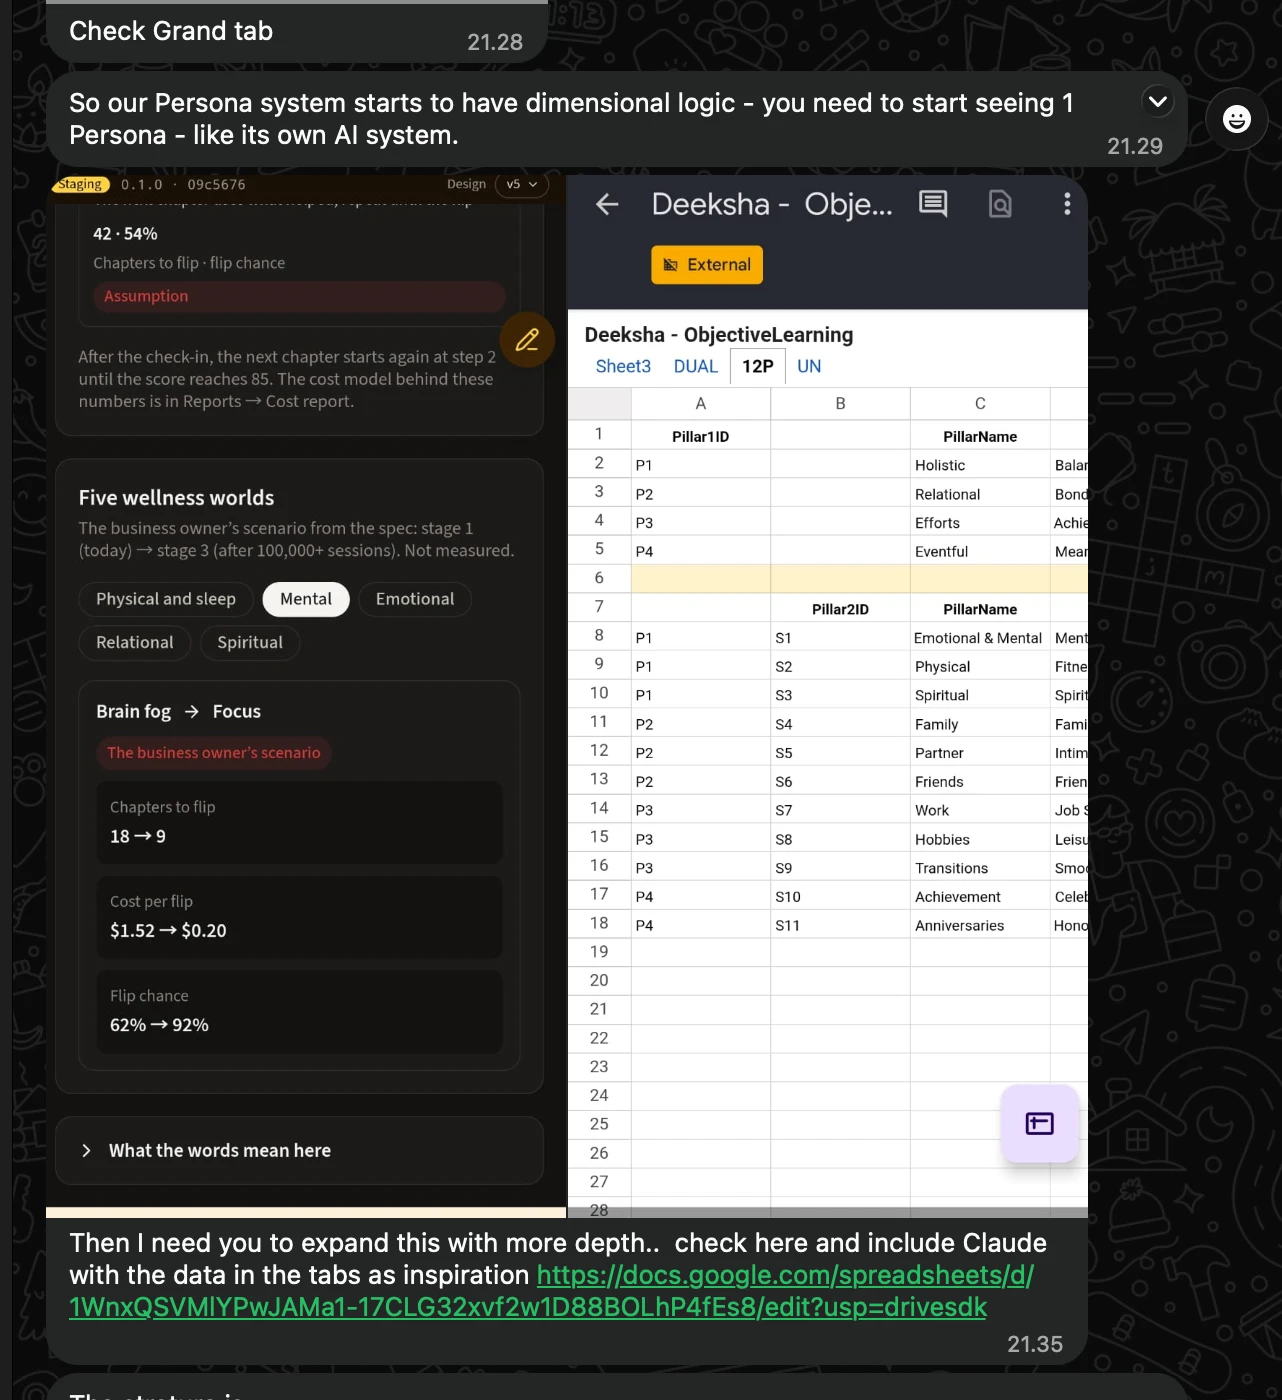 Check Grand tab
21.28
So our Persona system starts to have dimensional logic - you need to start seeing 1
Persona - like its own AI system.
21.29
Staging 0.1.0 · 09c5676 Design v5
42 · 54%
Chapters to flip · flip chance
Assumption
After the check-in, the next chapter starts again at step 2
until the score reaches 85. The cost model behind these
numbers is in Reports → Cost report.
Five wellness worlds
The business owner's scenario from the spec: stage 1
(today) → stage 3 (after 100,000+ sessions). Not measured.
Physical and sleep Mental Emotional
Relational Spiritual
Brain fog → Focus
The business owner's scenario
Chapters to flip
18 → 9
Cost per flip
$1.52 → $0.20
Flip chance
62% → 92%
What the words mean here
Deeksha - Obje...
External
Deeksha - ObjectiveLearning
Sheet3 DUAL 12P UN
A B C
1 Pillar1ID PillarName
2 P1 Holistic Balar
3 P2 Relational Bond
4 P3 Efforts Achie
5 P4 Eventful Mear
6
7 Pillar2ID PillarName
8 P1 S1 Emotional & Mental Ment
9 P1 S2 Physical Fitne
10 P1 S3 Spiritual Spirit
11 P2 S4 Family Fami
12 P2 S5 Partner Intim
13 P2 S6 Friends Frien
14 P3 S7 Work Job S
15 P3 S8 Hobbies Leisu
16 P3 S9 Transitions Smoo
17 P4 S10 Achievement Celeb
18 P4 S11 Anniversaries Hono
19
20
21
22
23
24
25
26
27
28
Then I need you to expand this with more depth.. check here and include Claude
with the data in the tabs as inspiration https://docs.google.com/spreadsheets/d/
1WnxQSVMlYPwJAMa1-17CLG32xvf2w1D88BOLhP4fEs8/edit?usp=drivesdk
21.35